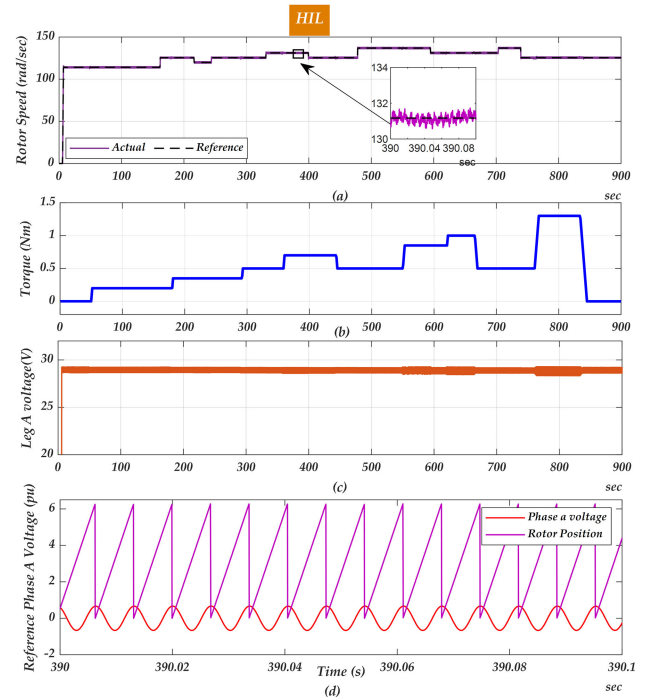 HIL
Rotor Speed (rad/sec)
150
100
50
0
134
132
130
390 390.04 390.08
sec
Actual Reference
0 100 200 300 400 500 600 700 800 900
(a) sec
Torque (Nm)
1.5
1
0.5
0
0 100 200 300 400 500 600 700 800 900
(b)
Leg A voltage(V)
30
25
20
0 100 200 300 400 500 600 700 800 900
(c) sec
Reference Phase A Voltage (pu)
6
4
2
0
-2
Phase a voltage
Rotor Position
390 390.02 390.04 390.06 390.08 390.1
Time (s) sec
(d)